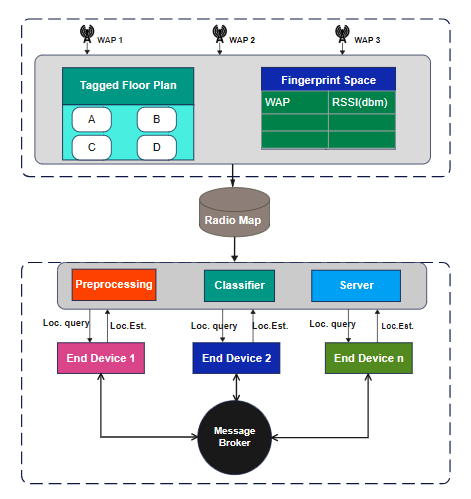 WAP 1
WAP 2
WAP 3
Tagged Floor Plan
A
B
C
D
Fingerprint Space
WAP
RSSI(dbm)
Radio Map
Preprocessing
Classifier
Server
Loc. query
Loc.Est.
Loc. query
Loc.Est.
Loc. query
Loc.Est.
End Device 1
End Device 2
End Device n
Message
Broker